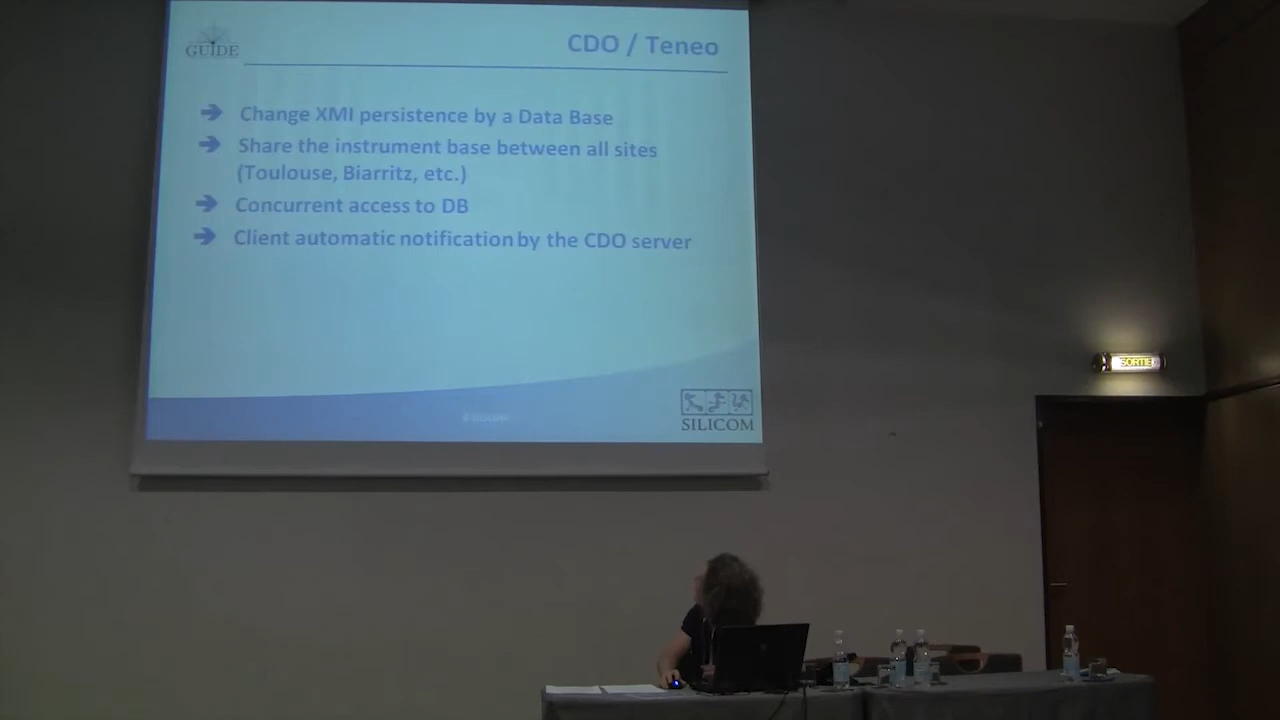 GUIDE
CDO / Teneo
Change XMI persistence by a Data Base
Share the instrument base between all sites
(Toulouse, Biarritz, etc.)
Concurrent access to DB
Client automatic notification by the CDO server
SILICOM
SORTIE